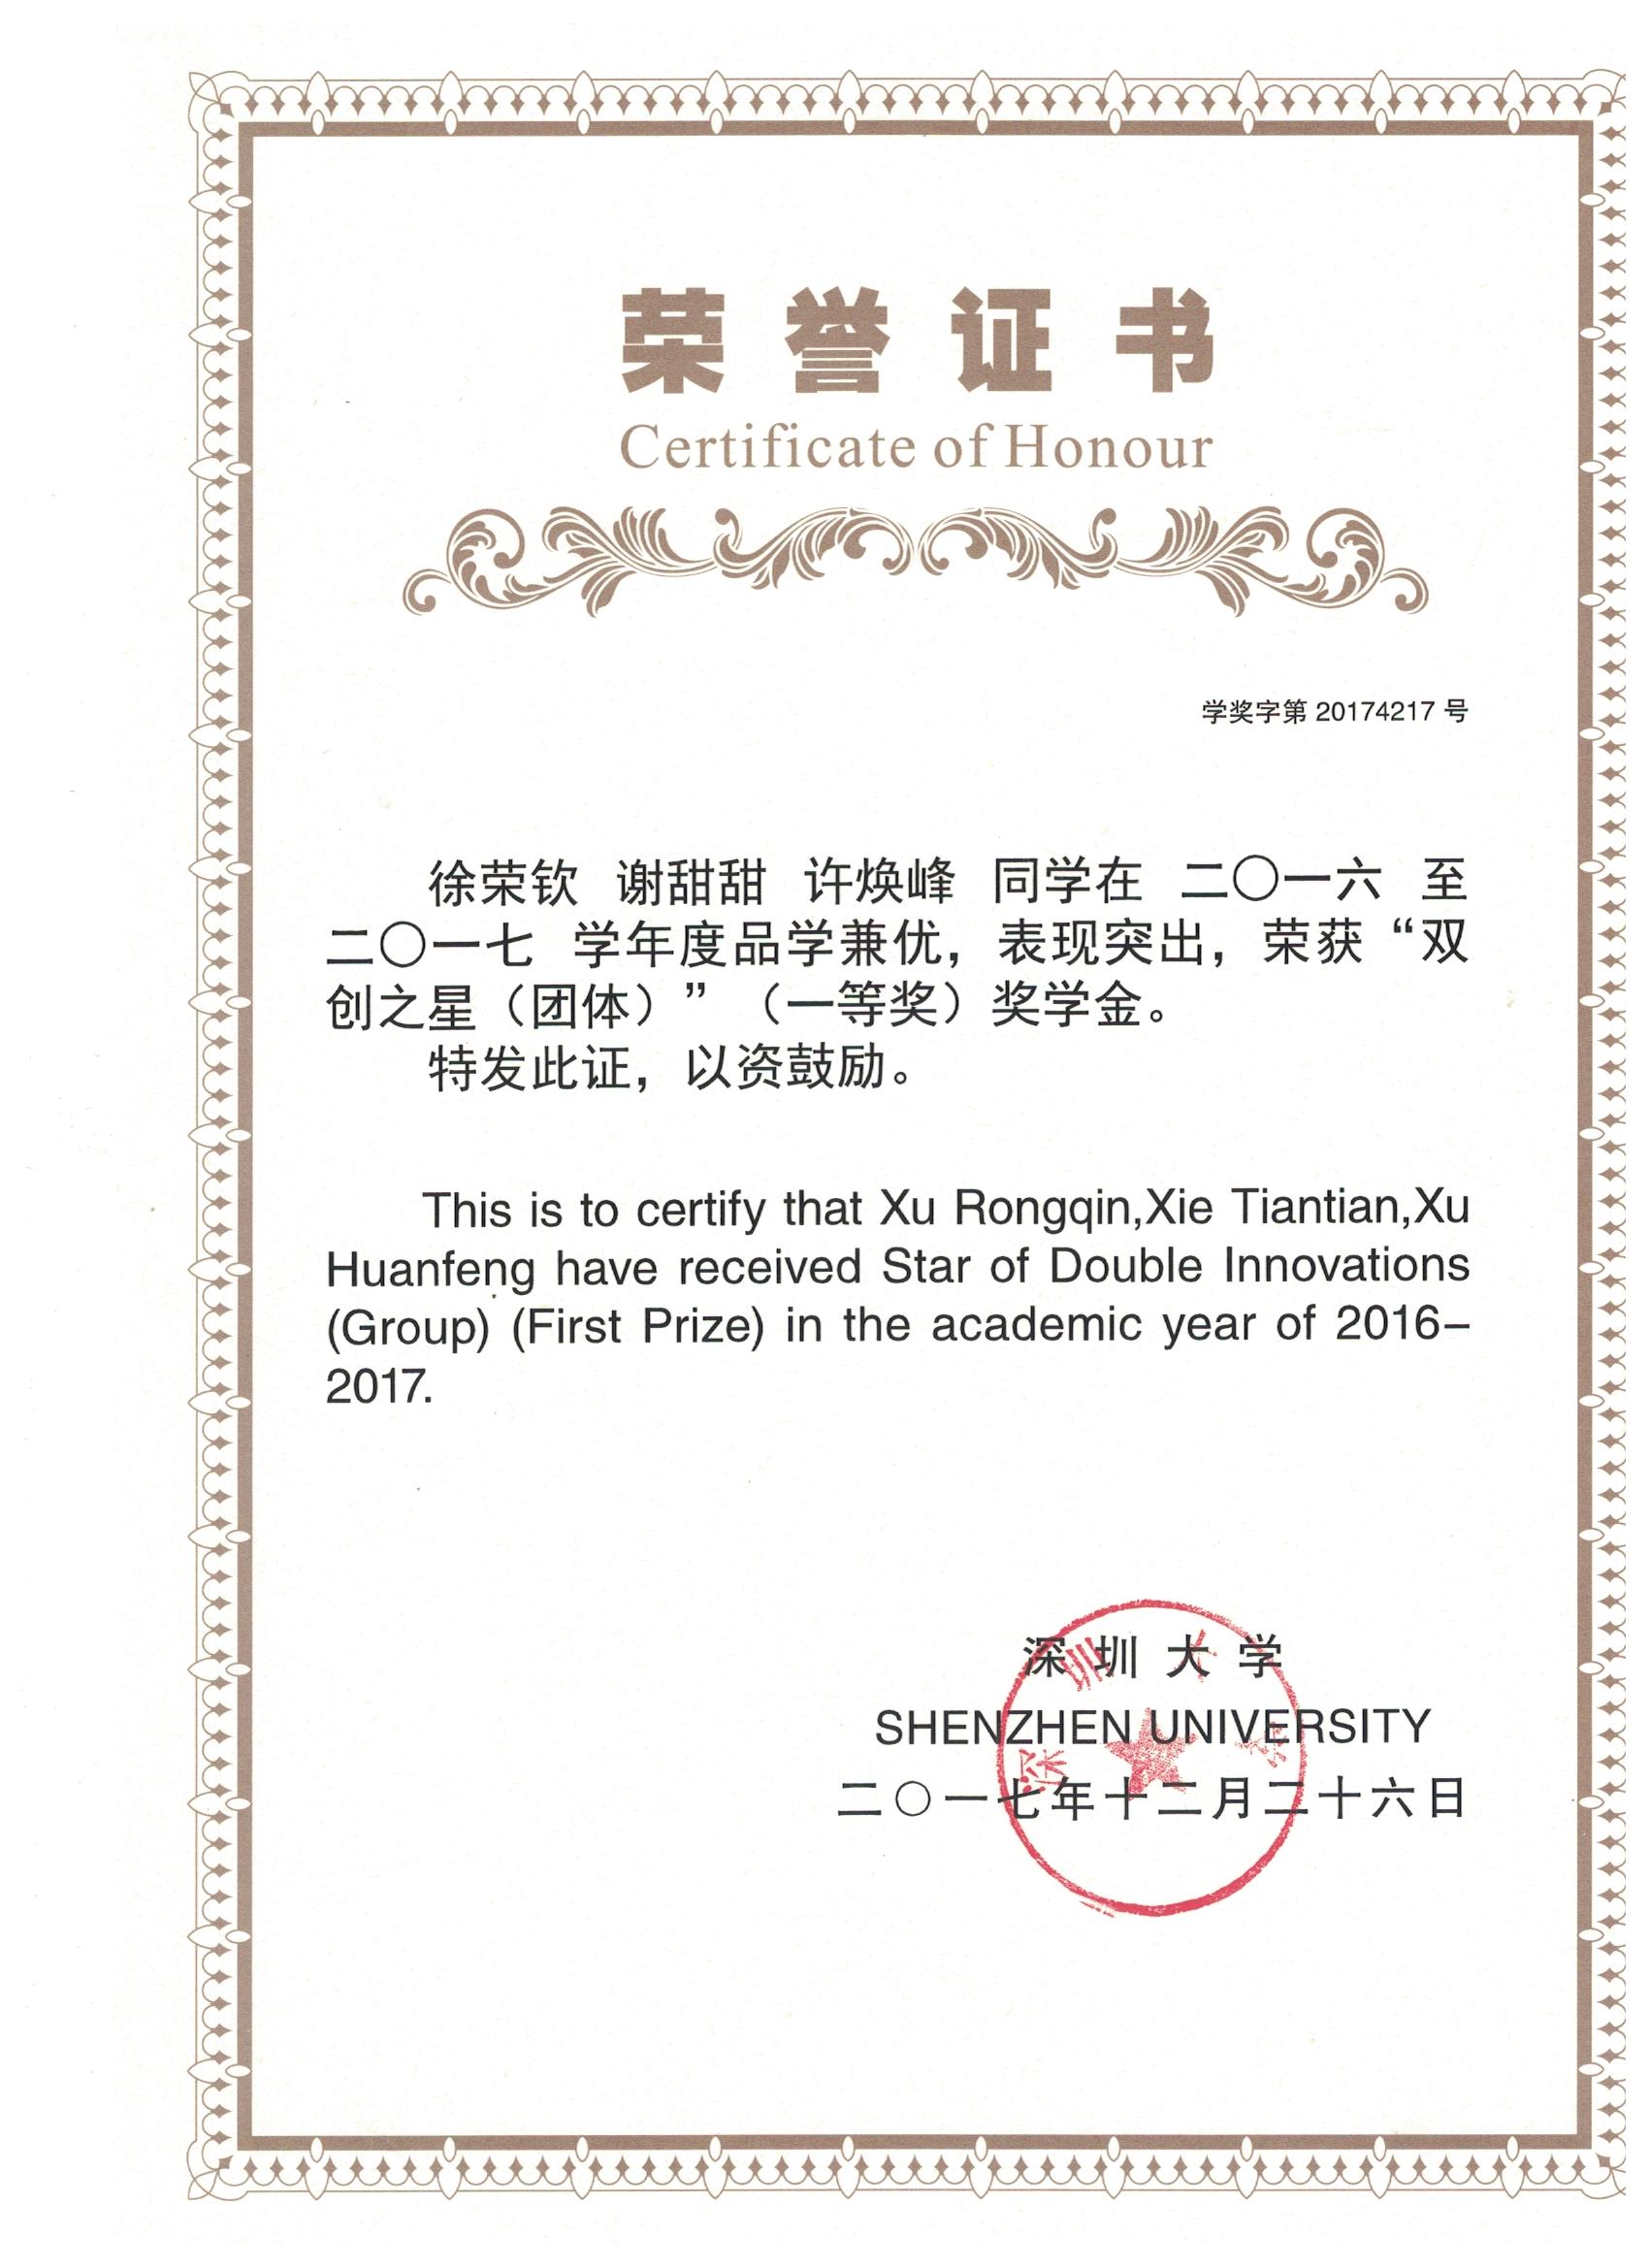 荣誉证书
Certificate of Honour
学奖字第 20174217 号
徐荣钦 谢甜甜 许焕峰 同学在 二〇一六 至
二〇一七 学年度品学兼优，表现突出，荣获“双
创之星（团体）”（一等奖）奖学金。
特发此证，以资鼓励。
This is to certify that Xu Rongqin,Xie Tiantian,Xu
Huanfeng have received Star of Double Innovations
(Group) (First Prize) in the academic year of 2016–
2017.
深圳大学
深圳大学
SHENZHEN UNIVERSITY
二〇一七年十二月二十六日